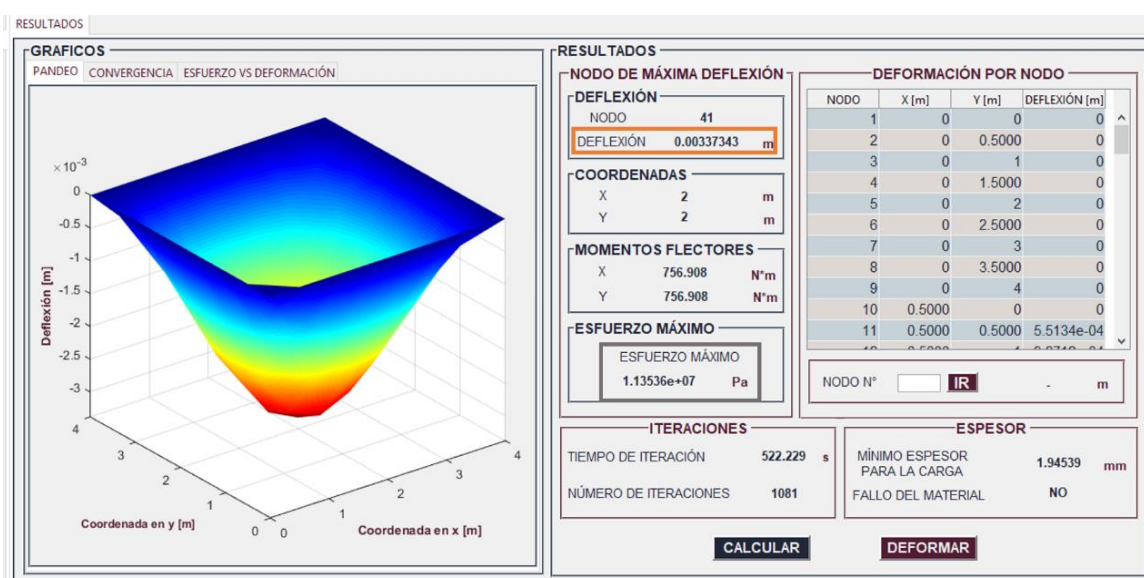 RESULTADOS
GRAFICOS
PANDEO CONVERGENCIA ESFUERZO VS DEFORMACIÓN
×10⁻³
0
-0.5
-1
-1.5
-2
-2.5
-3
Deflexión [m]
4
3
2
1
0
Coordenada en y [m]
0
1
2
3
4
Coordenada en x [m]
RESULTADOS
NODO DE MÁXIMA DEFLEXIÓN
DEFLEXIÓN
NODO 41
DEFLEXIÓN 0.00337343 m
COORDENADAS
X 2 m
Y 2 m
MOMENTOS FLECTORES
X 756.908 N*m
Y 756.908 N*m
ESFUERZO MÁXIMO
ESFUERZO MÁXIMO
1.13536e+07 Pa
DEFORMACIÓN POR NODO
NODO X [m] Y [m] DEFLEXIÓN [m]
1 0 0 0
2 0 0.5000 0
3 0 1 0
4 0 1.5000 0
5 0 2 0
6 0 2.5000 0
7 0 3 0
8 0 3.5000 0
9 0 4 0
10 0.5000 0 0
11 0.5000 0.5000 5.5134e-04
NODO N° IR - m
ITERACIONES
TIEMPO DE ITERACIÓN 522.229 s
NÚMERO DE ITERACIONES 1081
ESPESOR
MÍNIMO ESPESOR
PARA LA CARGA 1.94539 mm
FALLO DEL MATERIAL NO
CALCULAR DEFORMAR